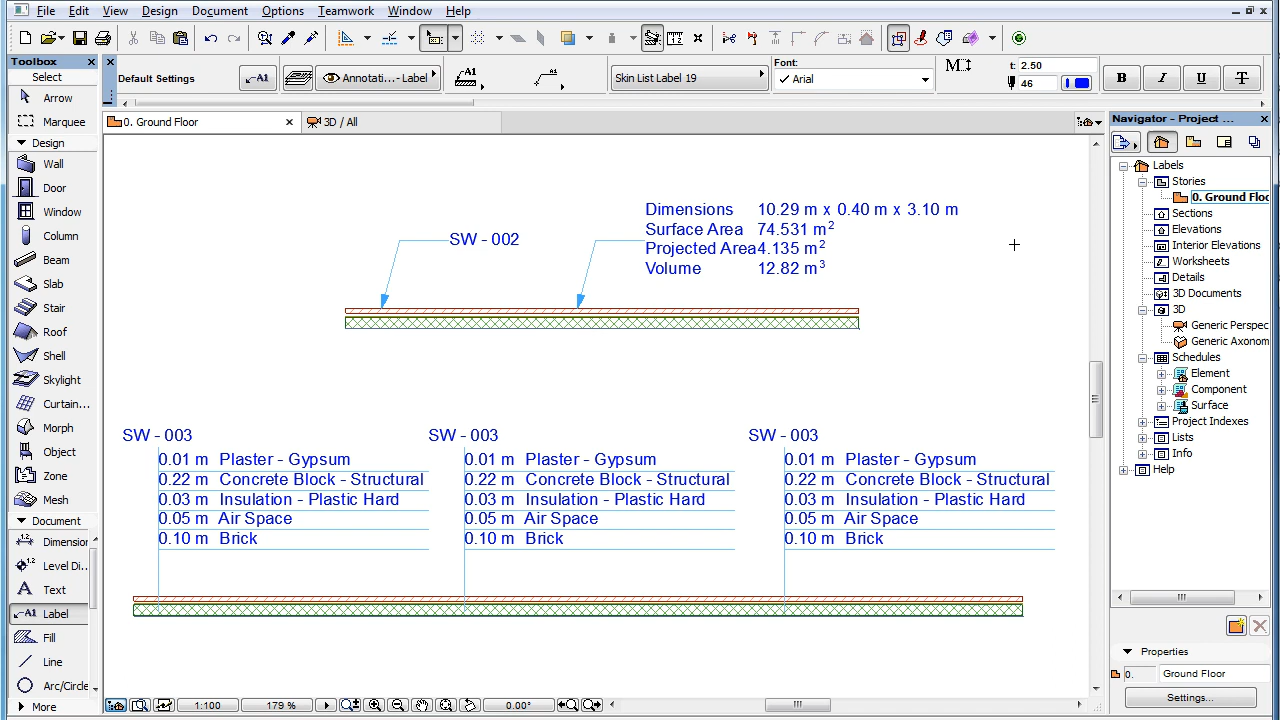 File Edit View Design Document Options Teamwork Window Help
Toolbox
Select
Arrow
Marquee
Design
Wall
Door
Window
Column
Beam
Slab
Stair
Roof
Shell
Skylight
Curtain...
Morph
Object
Zone
Mesh
Document
Dimension
Level Di...
Text
A1 Label
Fill
Line
Arc/Circle
More
Default Settings
A1
Annotati... - Label
A1
Skin List Label 19
Font:
Arial
M
t: 2.50
46
B I U T
0. Ground Floor
3D / All
Dimensions 10.29 m x 0.40 m x 3.10 m
Surface Area 74.531 m²
Projected Area 4.135 m²
Volume 12.82 m³
SW - 002
SW - 003
0.01 m Plaster - Gypsum
0.22 m Concrete Block - Structural
0.03 m Insulation - Plastic Hard
0.05 m Air Space
0.10 m Brick
SW - 003
0.01 m Plaster - Gypsum
0.22 m Concrete Block - Structural
0.03 m Insulation - Plastic Hard
0.05 m Air Space
0.10 m Brick
SW - 003
0.01 m Plaster - Gypsum
0.22 m Concrete Block - Structural
0.03 m Insulation - Plastic Hard
0.05 m Air Space
0.10 m Brick
1:100
179 %
0.00°
Navigator - Project ...
Labels
Stories
0. Ground Floo
Sections
Elevations
Interior Elevations
Worksheets
Details
3D Documents
3D
Generic Perspec
Generic Axonom
Schedules
Element
Component
Surface
Project Indexes
Lists
Info
Help
Properties
0. Ground Floor
Settings...